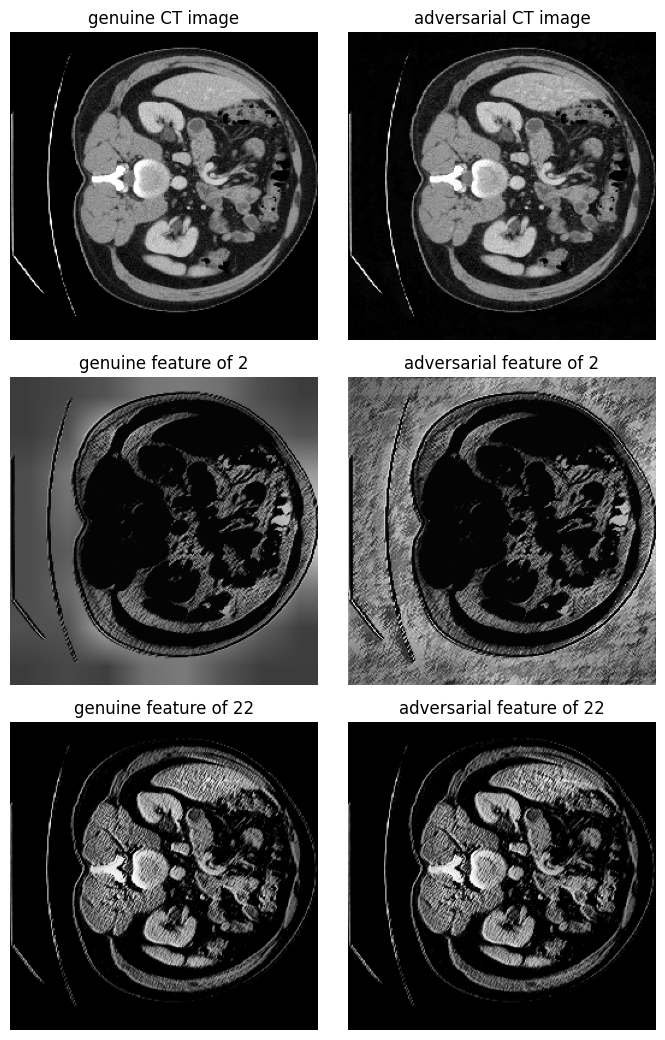 genuine CT image
adversarial CT image
genuine feature of 2
adversarial feature of 2
genuine feature of 22
adversarial feature of 22